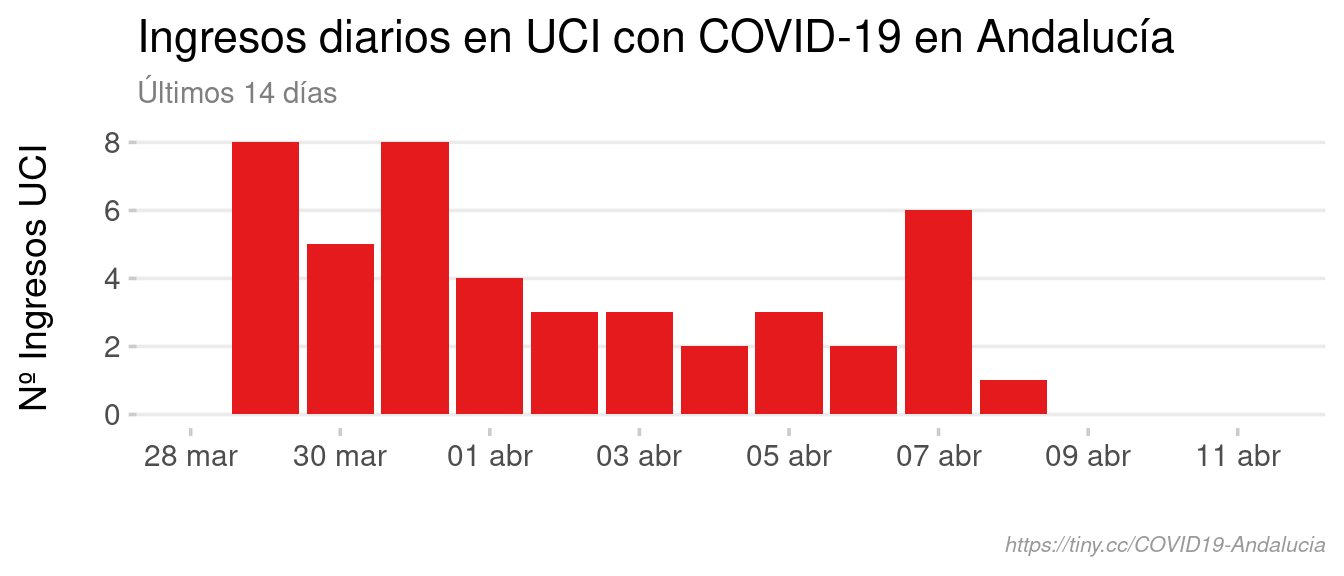 Ingresos diarios en UCI con COVID-19 en Andalucía
Últimos 14 días
Nº Ingresos UCI
8
6
4
2
0
28 mar 30 mar 01 abr 03 abr 05 abr 07 abr 09 abr 11 abr
https://tiny.cc/COVID19-Andalucia